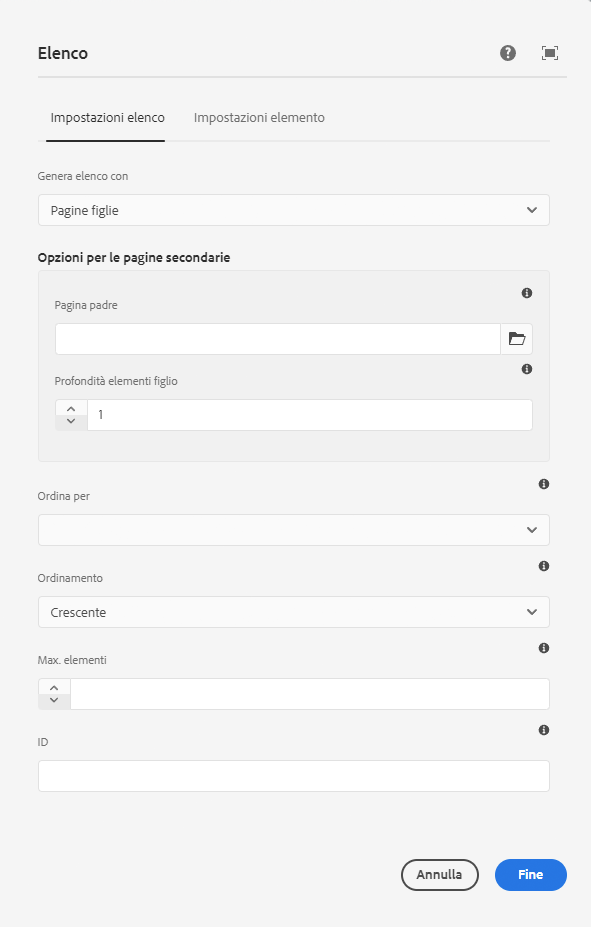 Elenco
Impostazioni elenco Impostazioni elemento
Genera elenco con
Pagine figlie
Opzioni per le pagine secondarie
Pagina padre
Profondità elementi figlio
1
Ordina per
Ordinamento
Crescente
Max. elementi
ID
Annulla Fine